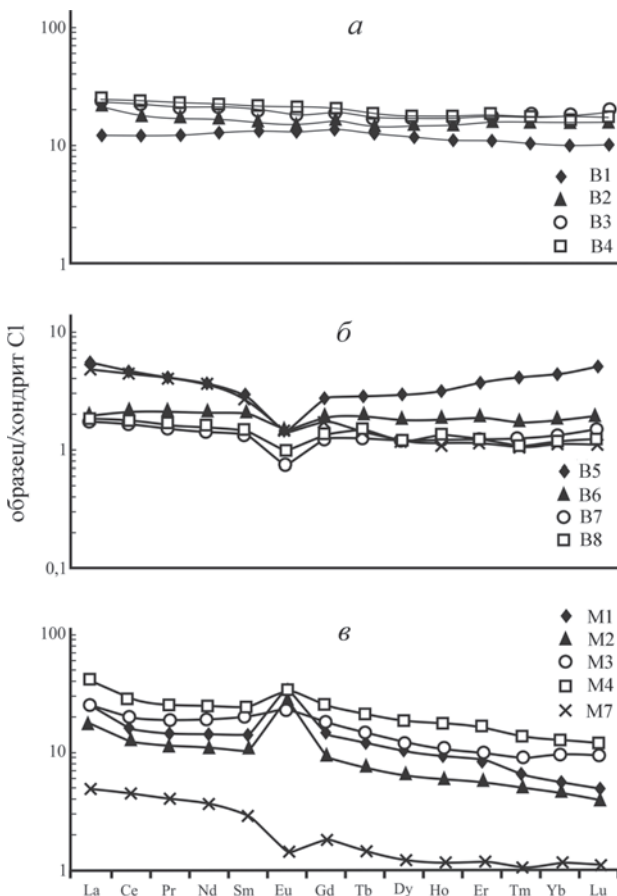 а
100
10
1
B1
B2
B3
B4
образец/хондрит C1
б
10
1
0,1
B5
B6
B7
B8
в
100
10
1
M1
M2
M3
M4
M7
La Ce Pr Nd Sm Eu Gd Tb Dy Ho Er Tm Yb Lu